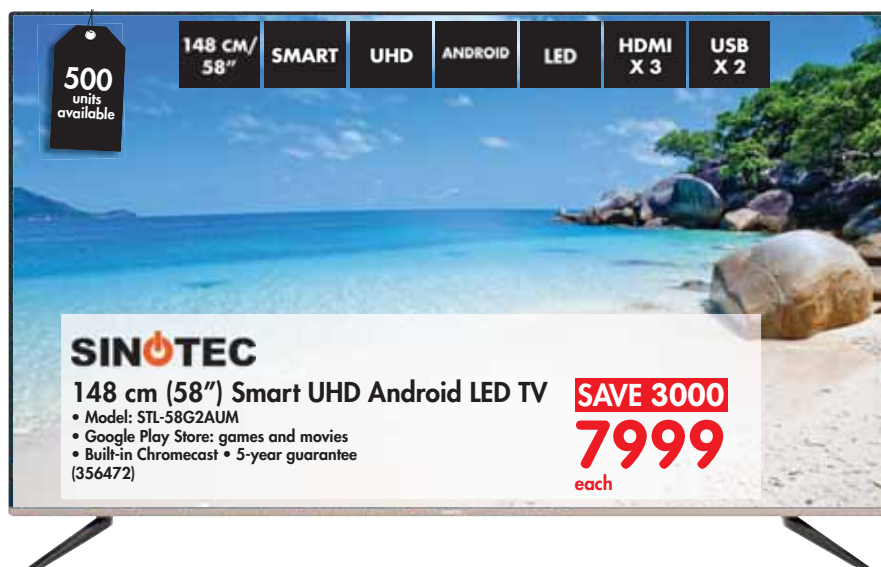 500
units
available
148 CM/
58"
SMART
UHD
ANDROID
LED
HDMI
X 3
USB
X 2
SINOTEC
148 cm (58") Smart UHD Android LED TV
• Model: STL-58G2AUM
• Google Play Store: games and movies
• Built-in Chromecast • 5-year guarantee
(356472)
SAVE 3000
7999
each